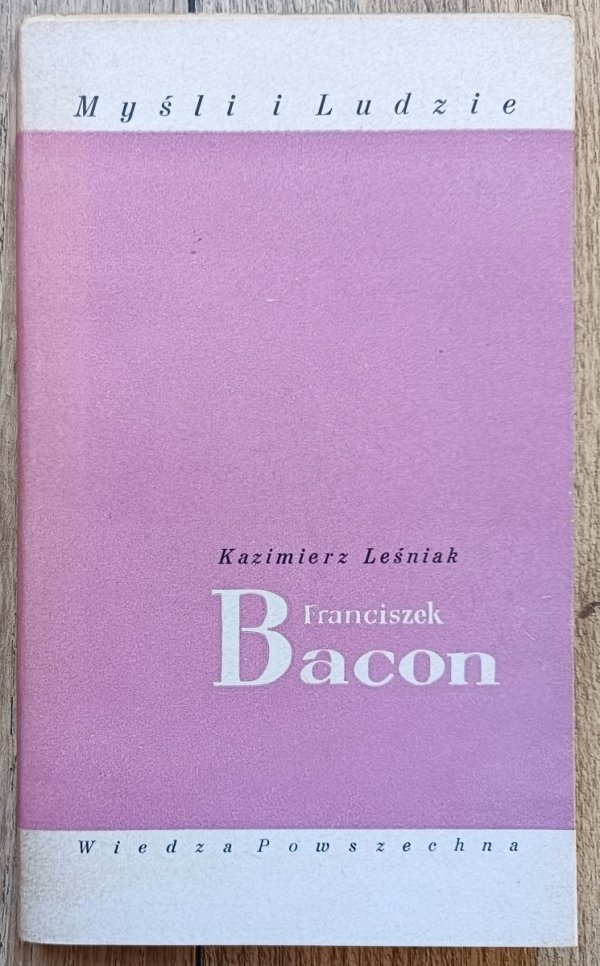 Myśli i Ludzie
Kazimierz Leśniak
Franciszek
Bacon
Wiedza Powszechna